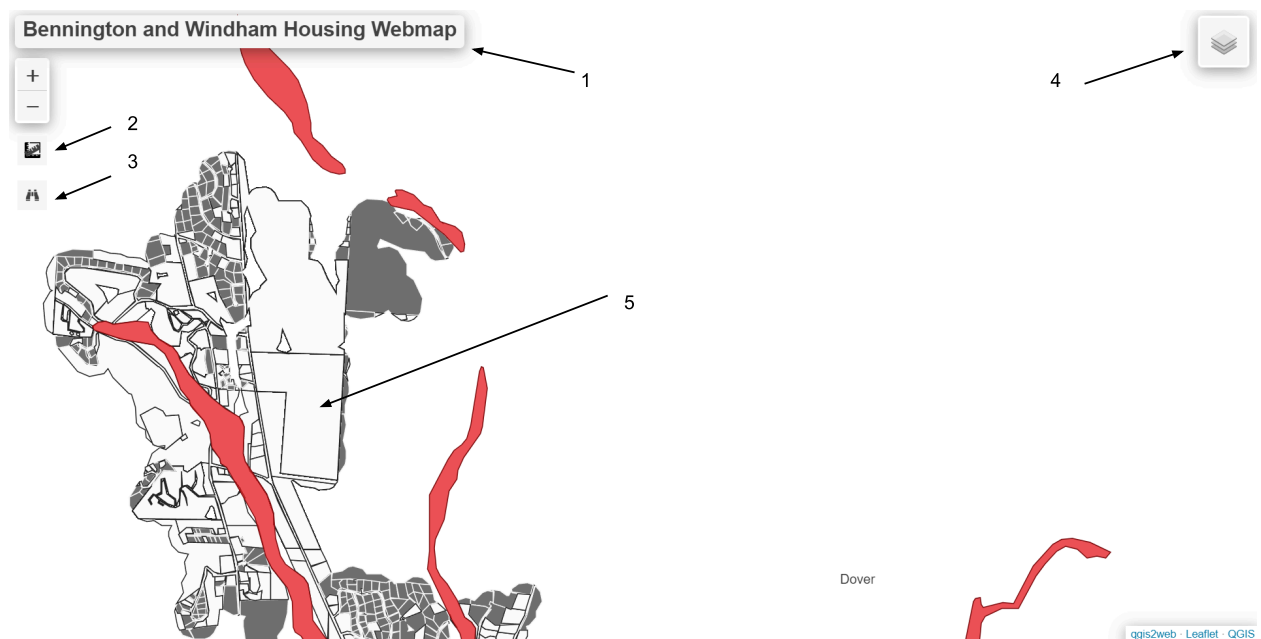 Bennington and Windham Housing Webmap
1
4
+
−
2
3
5
Dover
qgis2web · Leaflet · QGIS